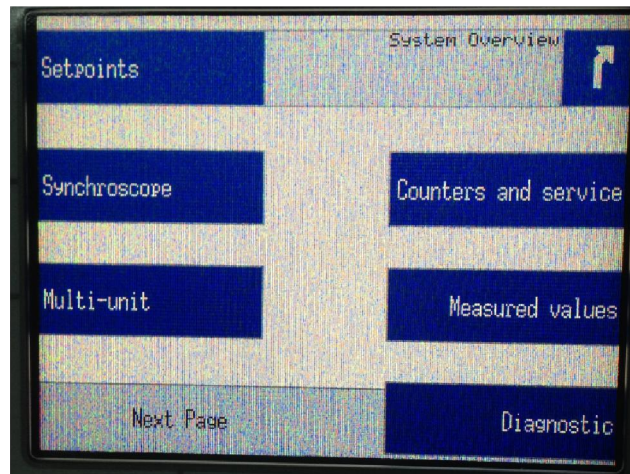 System Overview
Setpoints
Synchroscope
Counters and service
Multi-unit
Measured values
Next Page
Diagnostic